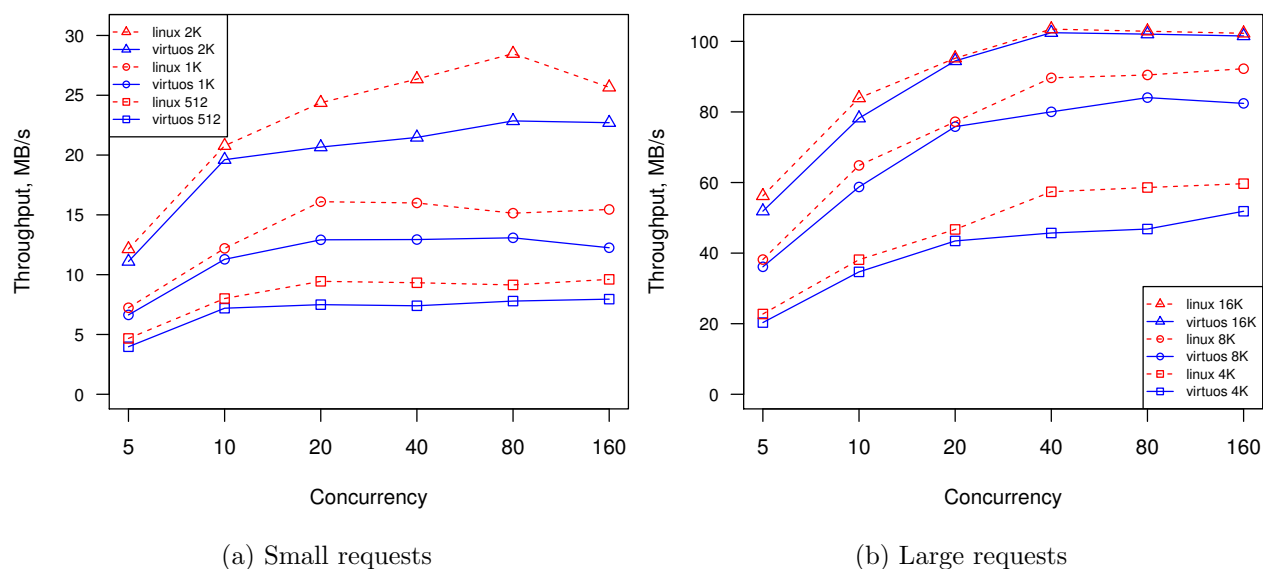 Throughput, MB/s
30
25
20
15
10
5
0
linux 2K
virtuos 2K
linux 1K
virtuos 1K
linux 512
virtuos 512
5 10 20 40 80 160
Concurrency
(a) Small requests
Throughput, MB/s
100
80
60
40
20
0
linux 16K
virtuos 16K
linux 8K
virtuos 8K
linux 4K
virtuos 4K
5 10 20 40 80 160
Concurrency
(b) Large requests